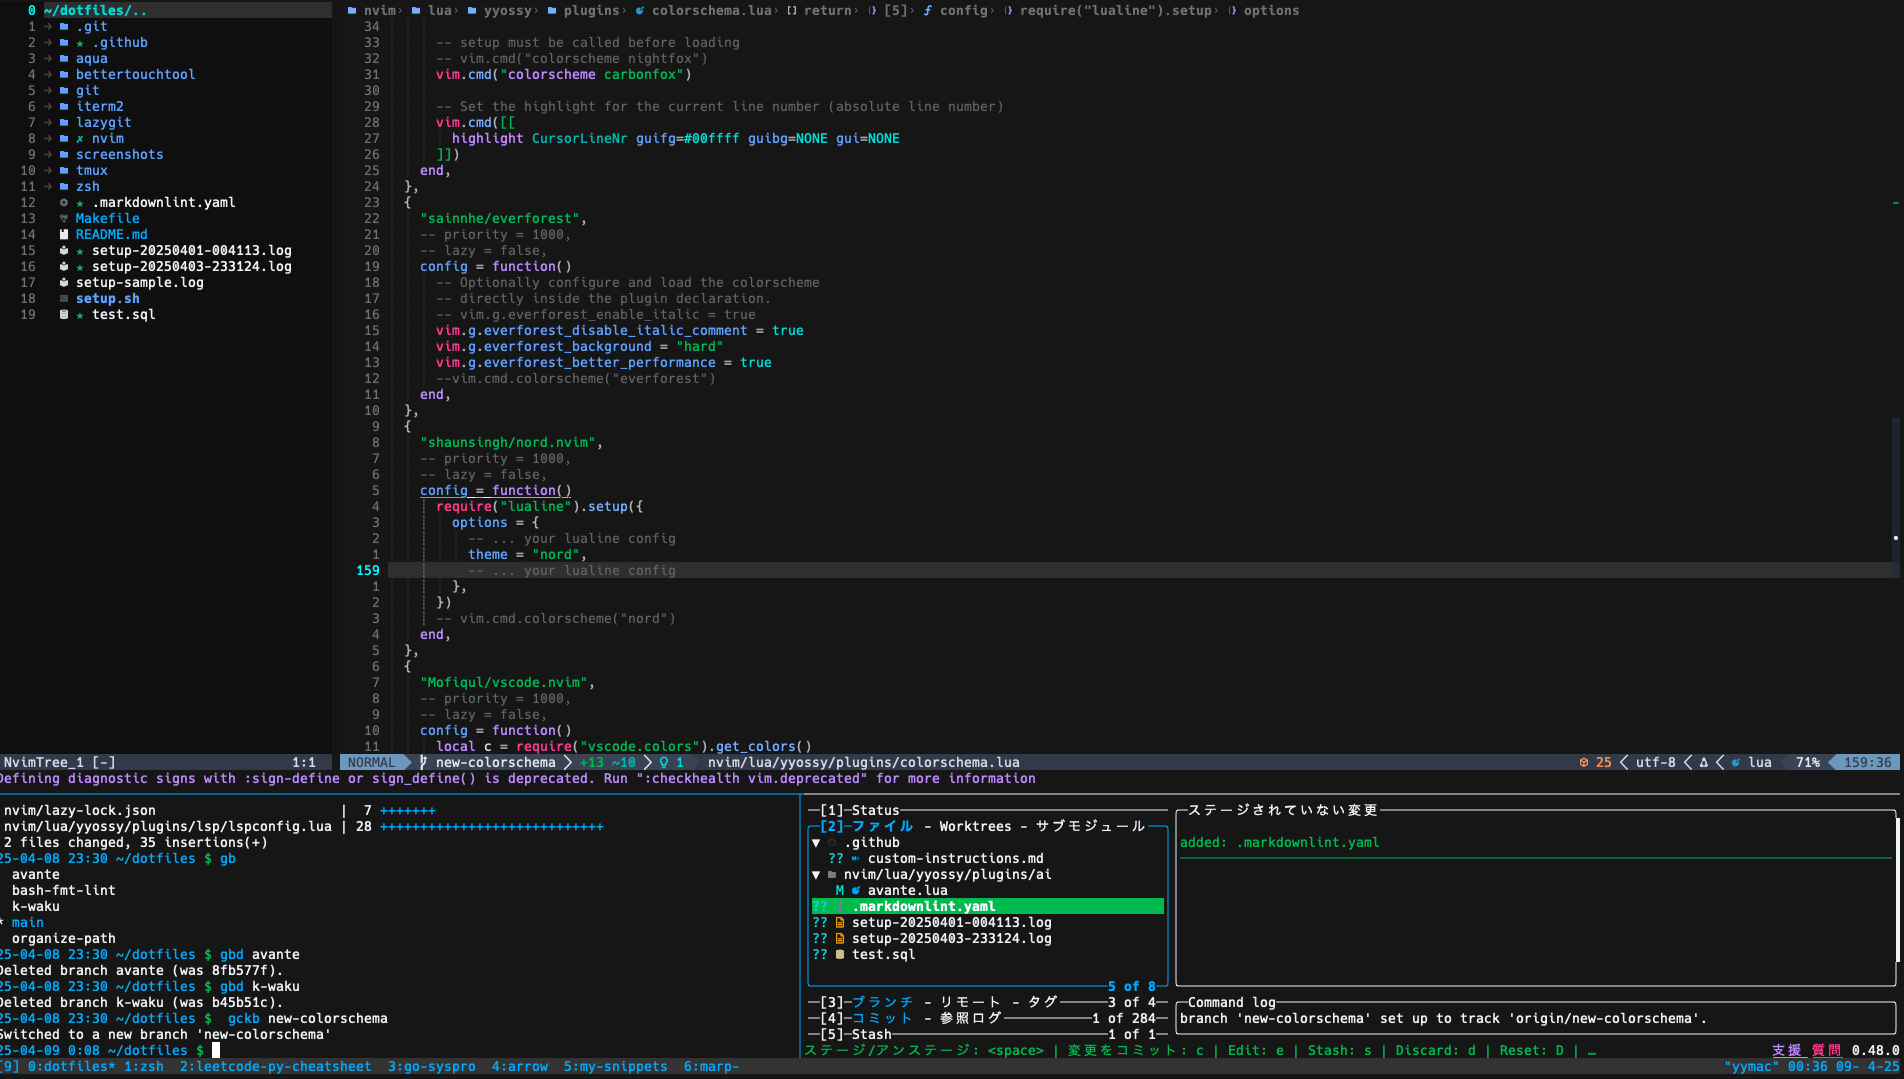 0 ~/dotfiles/..
1 → .git
2 → ★ .github
3 → aqua
4 → bettertouchtool
5 → git
6 → iterm2
7 → lazygit
8 → ✗ nvim
9 → screenshots
10 → tmux
11 → zsh
12 ★ .markdownlint.yaml
13 Makefile
14 README.md
15 ★ setup-20250401-004113.log
16 ★ setup-20250403-233124.log
17 setup-sample.log
18 setup.sh
19 ★ test.sql
NvimTree_1 [-] 1:1
nvim› lua› yyossy› plugins› colorschema.lua› [] return› {} [5]› ƒ config› {} require("lualine").setup› {} options
34
33 -- setup must be called before loading
32 -- vim.cmd("colorscheme nightfox")
31 vim.cmd("colorscheme carbonfox")
30
29 -- Set the highlight for the current line number (absolute line number)
28 vim.cmd([[
27 highlight CursorLineNr guifg=#00ffff guibg=NONE gui=NONE
26 ]])
25 end,
24 },
23 {
22 "sainnhe/everforest",
21 -- priority = 1000,
20 -- lazy = false,
19 config = function()
18 -- Optionally configure and load the colorscheme
17 -- directly inside the plugin declaration.
16 -- vim.g.everforest_enable_italic = true
15 vim.g.everforest_disable_italic_comment = true
14 vim.g.everforest_background = "hard"
13 vim.g.everforest_better_performance = true
12 --vim.cmd.colorscheme("everforest")
11 end,
10 },
9 {
8 "shaunsingh/nord.nvim",
7 -- priority = 1000,
6 -- lazy = false,
5 config = function()
4 require("lualine").setup({
3 options = {
2 -- ... your lualine config
1 theme = "nord",
159 -- ... your lualine config
1 },
2 })
3 -- vim.cmd.colorscheme("nord")
4 end,
5 },
6 {
7 "Mofiqul/vscode.nvim",
8 -- priority = 1000,
9 -- lazy = false,
10 config = function()
11 local c = require("vscode.colors").get_colors()
NORMAL new-colorschema +13 ~10 1 nvim/lua/yyossy/plugins/colorschema.lua 25 utf-8 lua 71% 159:36
Defining diagnostic signs with :sign-define or sign_define() is deprecated. Run ":checkhealth vim.deprecated" for more information
nvim/lazy-lock.json | 7 +++++++
nvim/lua/yyossy/plugins/lsp/lspconfig.lua | 28 ++++++++++++++++++++++++++++
2 files changed, 35 insertions(+)
25-04-08 23:30 ~/dotfiles $ gb
avante
bash-fmt-lint
k-waku
* main
organize-path
25-04-08 23:30 ~/dotfiles $ gbd avante
Deleted branch avante (was 8fb577f).
25-04-08 23:30 ~/dotfiles $ gbd k-waku
Deleted branch k-waku (was b45b51c).
25-04-08 23:30 ~/dotfiles $ gckb new-colorschema
Switched to a new branch 'new-colorschema'
25-04-09 0:08 ~/dotfiles $
[1]-Status
[2]-ファイル - Worktrees - サブモジュール
▼ .github
?? custom-instructions.md
▼ nvim/lua/yyossy/plugins/ai
M avante.lua
?? .markdownlint.yaml
?? setup-20250401-004113.log
?? setup-20250403-233124.log
?? test.sql
5 of 8
[3]-ブランチ - リモート - タグ 3 of 4
[4]-コミット - 参照ログ 1 of 284
[5]-Stash 1 of 1
ステージされていない変更
added: .markdownlint.yaml
Command log
branch 'new-colorschema' set up to track 'origin/new-colorschema'.
ステージ/アンステージ: <space> | 変更をコミット: c | Edit: e | Stash: s | Discard: d | Reset: D | … 支援 質問 0.48.0
[9] 0:dotfiles* 1:zsh 2:leetcode-py-cheatsheet 3:go-syspro 4:arrow 5:my-snippets 6:marp- "yymac" 00:36 09- 4-25